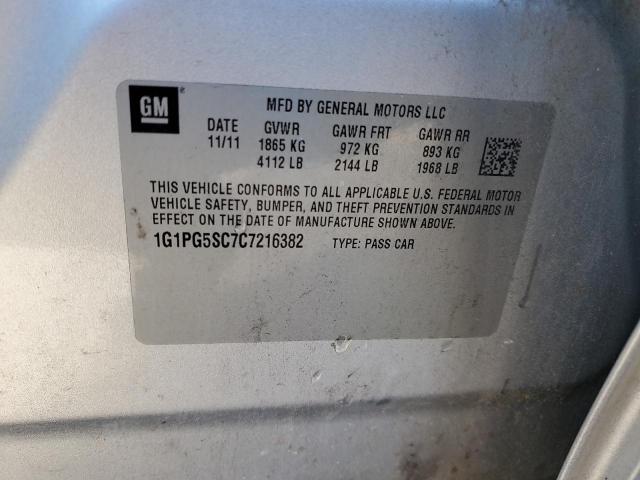 GM ®
MFD BY GENERAL MOTORS LLC
DATE GVWR GAWR FRT GAWR RR
11/11 1865 KG 972 KG 893 KG
4112 LB 2144 LB 1968 LB
THIS VEHICLE CONFORMS TO ALL APPLICABLE U.S. FEDERAL MOTOR
VEHICLE SAFETY, BUMPER, AND THEFT PREVENTION STANDARDS IN
EFFECT ON THE DATE OF MANUFACTURE SHOWN ABOVE.
1G1PG5SC7C7216382 TYPE: PASS CAR